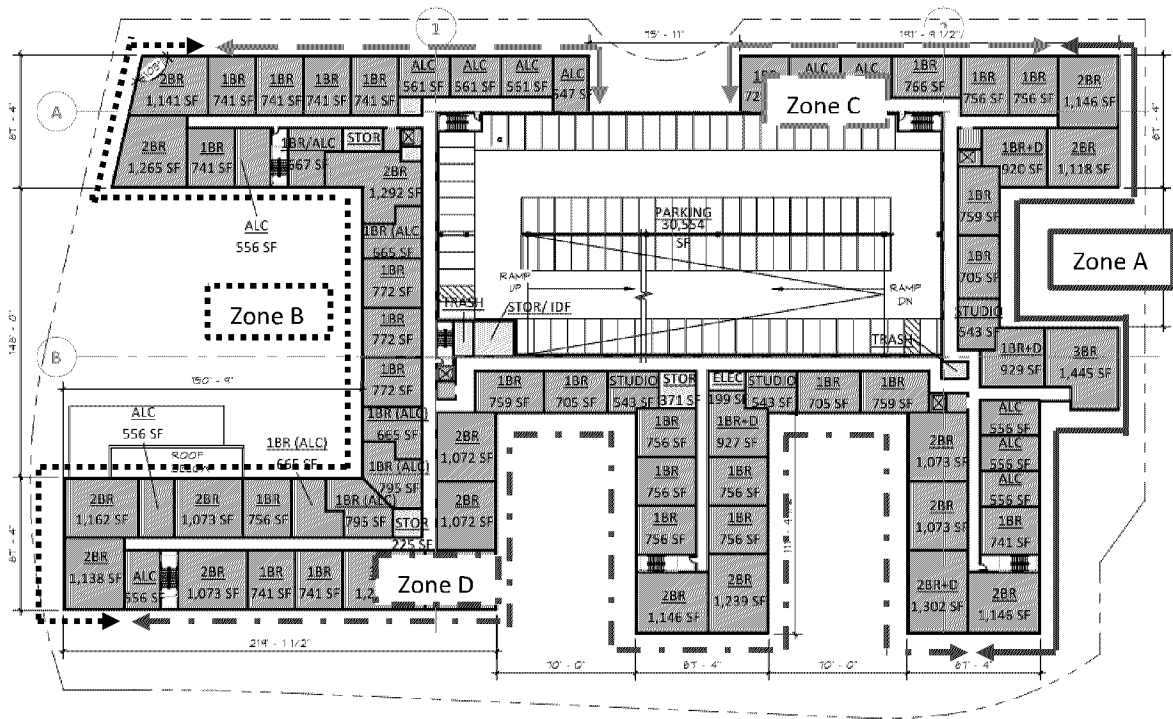 1
75' - 11"
191' - 9 1/2"
ALC
561 SF
ALC
561 SF
ALC
561 SF
ALC
547 SF
2BR
1,141 SF
1BR
741 SF
1BR
741 SF
1BR
741 SF
1BR
741 SF
ALC
ALC
1BR
766 SF
1BR
756 SF
1BR
756 SF
2BR
1,146 SF
Zone C
A
2BR
1,265 SF
1BR
741 SF
1BR/ALC
STOR
2BR
1,292 SF
1BR+D
920 SF
2BR
1,118 SF
ALC
556 SF
1BR (ALC)
665 SF
1BR
772 SF
1BR
772 SF
1BR
772 SF
PARKING
30,554
SF
RAMP
UP
RAMP
DN
1BR
759 SF
1BR
705 SF
STUDIO
543 SF
Zone A
Zone B
TRASH
STOR/ IDF
TRASH
148' - 0"
B
1BR+D
929 SF
3BR
1,445 SF
150' - 9"
1BR
759 SF
1BR
705 SF
STUDIO
543 SF
STOR
371 SF
ELEC
199 SF
STUDIO
543 SF
1BR
705 SF
1BR
759 SF
ALC
556 SF
1BR (ALC)
665 SF
1BR (ALC)
665 SF
1BR (ALC)
795 SF
ROOF
BELOW
2BR
1,072 SF
1BR
756 SF
1BR+D
927 SF
2BR
1,073 SF
ALC
556 SF
ALC
556 SF
ALC
556 SF
1BR
741 SF
2BR
1,162 SF
2BR
1,073 SF
1BR
756 SF
1BR (ALC)
795 SF
STOR
225 SF
2BR
1,072 SF
1BR
756 SF
1BR
756 SF
1BR
756 SF
1BR
756 SF
2BR
1,073 SF
2BR
1,138 SF
ALC
556 SF
2BR
1,073 SF
1BR
741 SF
1BR
741 SF
Zone D
2BR
1,146 SF
2BR
1,239 SF
2BR+D
1,302 SF
2BR
1,146 SF
219' - 1 1/2"
70' - 0"
67' - 4"
70' - 0"
67' - 4"